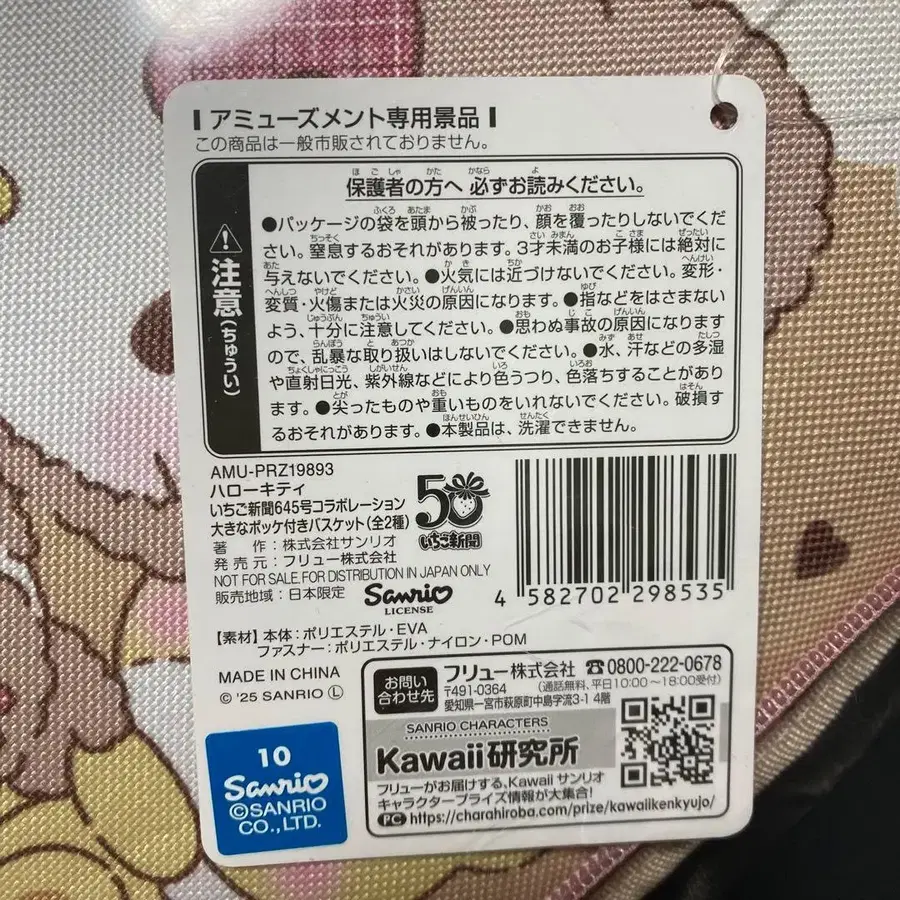 アミューズメント専用景品
この商品は一般市販されておりません。
注意(ちゅうい)
保護者の方へ 必ずお読みください。
●パッケージの袋を頭から被ったり、顔を覆ったりしないでくだ
さい。窒息するおそれがあります。3才未満のお子様には絶対に
与えないでください。●火気には近づけないでください。変形・
変質・火傷または火災の原因になります。●指などをはさまない
よう、十分に注意してください。●思わぬ事故の原因になります
ので、乱暴な取り扱いはしないでください。●水、汗などの多湿
や直射日光、紫外線などにより色うつり、色落ちすることがあり
ます。●尖ったものや重いものをいれないでください。破損す
るおそれがあります。●本製品は、洗濯できません。
AMU-PRZ19893
ハローキティ
いちご新聞645号コラボレーション
大きなポッケ付きバスケット(全2種)
著 作：株式会社サンリオ
発売元：フリュー株式会社
NOT FOR SALE. FOR DISTRIBUTION IN JAPAN ONLY
販売地域：日本限定
50
いちご新聞
Sanrio
LICENSE
4 582702 298535
【素材】本体：ポリエステル・EVA
ファスナー：ポリエステル・ナイロン・POM
MADE IN CHINA
© '25 SANRIO Ⓛ
お問い
合わせ先
フリュー株式会社 ☎0800-222-0678
〒491-0364 (通話無料、平日10:00～18:00受付)
愛知県一宮市萩原町中島字流3-1 4階
SANRIO CHARACTERS
Kawaii研究所
フリューがお届けする、Kawaii サンリオ
キャラクタープライズ情報が大集合!
PC https://charahiroba.com/prize/kawaiikenkyujo/
10
Sanrio
©SANRIO
CO.,LTD.